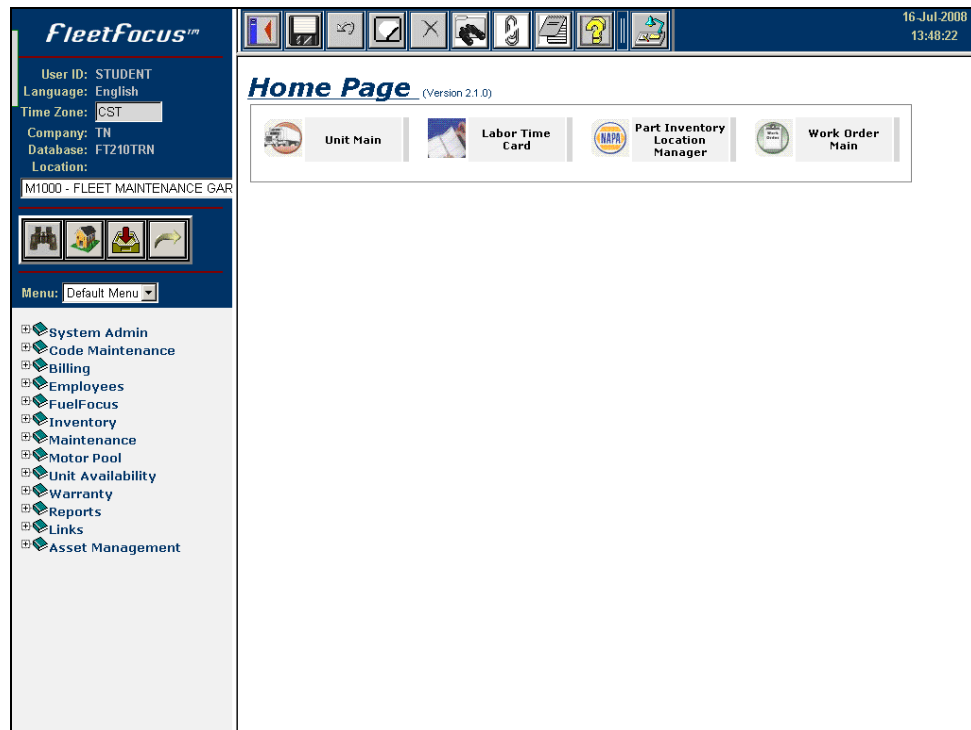 FleetFocus™
16-Jul-2008
13:48:22
User ID: STUDENT
Language: English
Time Zone: CST
Company: TN
Database: FT210TRN
Location:
M1000 - FLEET MAINTENANCE GAR
Menu: Default Menu
System Admin
Code Maintenance
Billing
Employees
FuelFocus
Inventory
Maintenance
Motor Pool
Unit Availability
Warranty
Reports
Links
Asset Management
Home Page (Version 2.1.0)
Unit Main
Labor Time
Card
NAPA
Part Inventory
Location
Manager
Work
Order
Work Order
Main